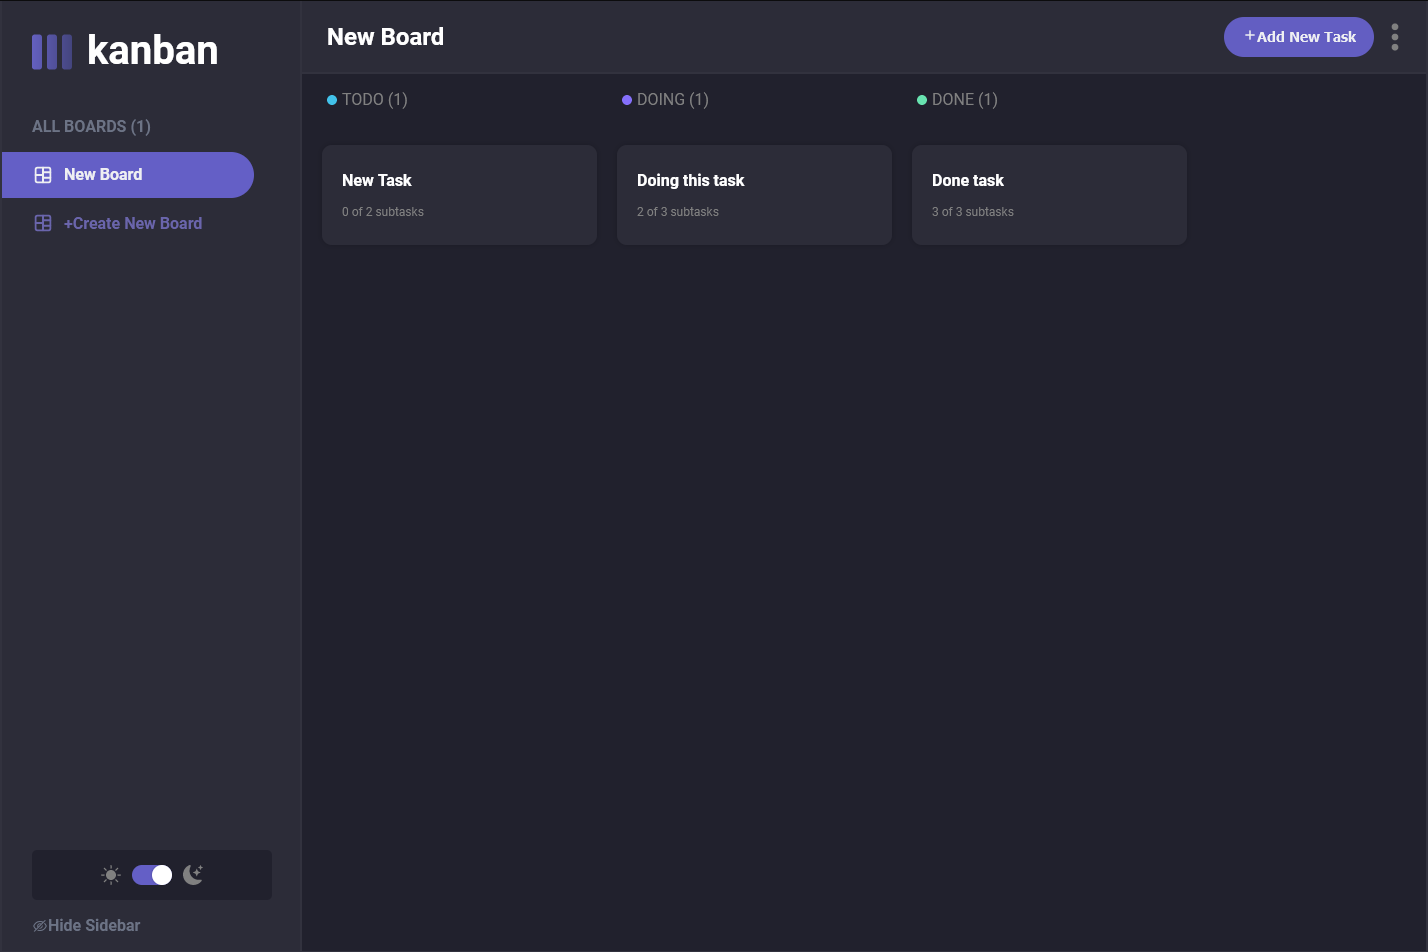 kanban
ALL BOARDS (1)
New Board
+Create New Board
Hide Sidebar
New Board
+Add New Task
TODO (1)
New Task
0 of 2 subtasks
DOING (1)
Doing this task
2 of 3 subtasks
DONE (1)
Done task
3 of 3 subtasks